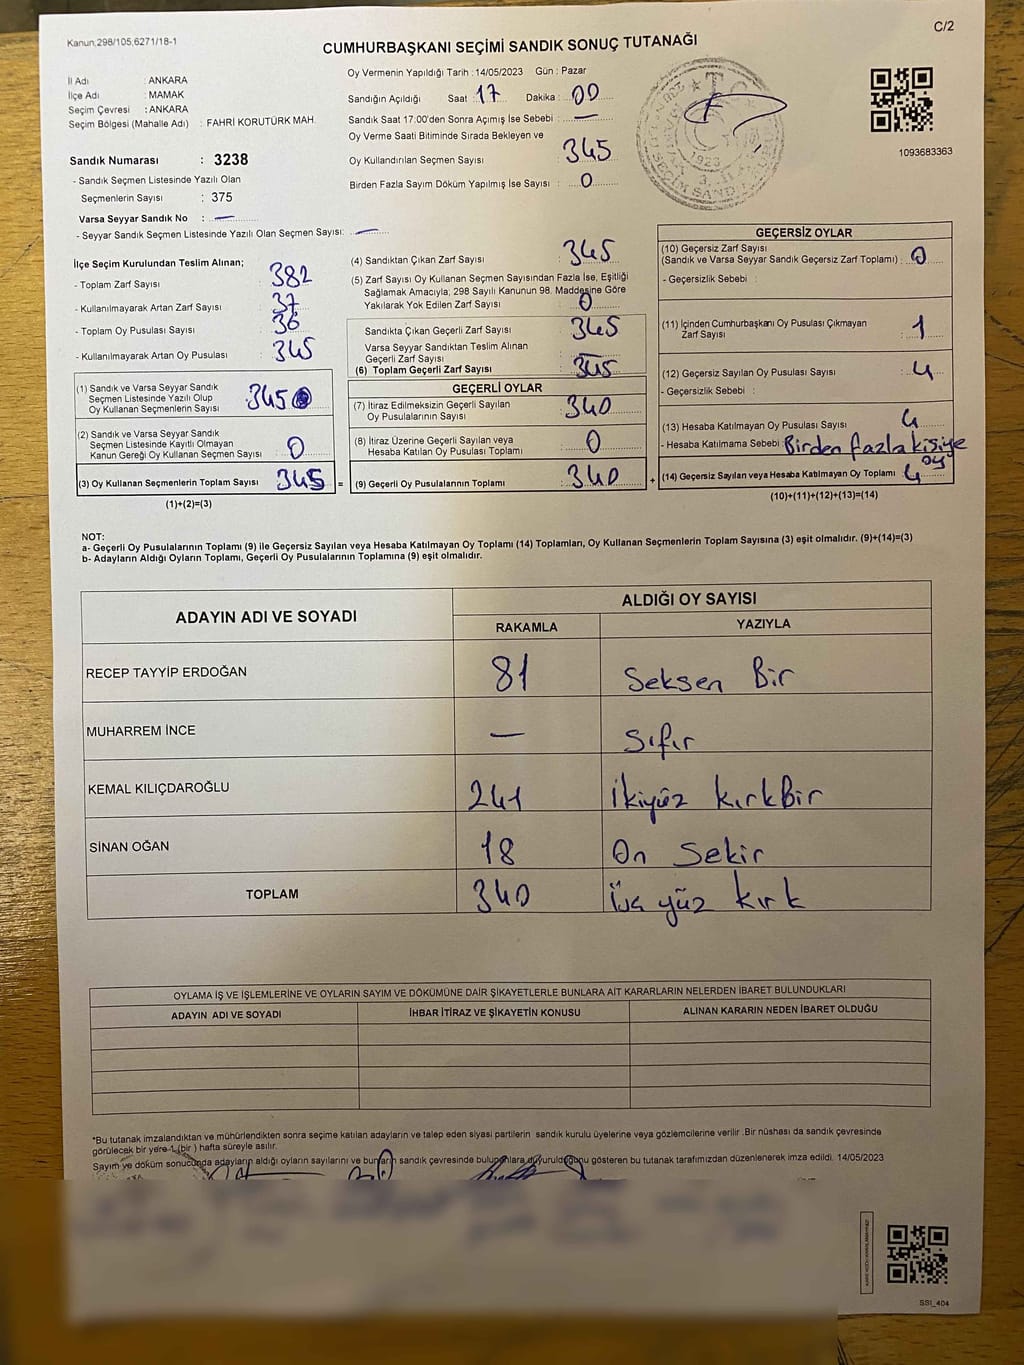 Kanun;298/105;6271/18-1
C/2
CUMHURBAŞKANI SEÇİMİ SANDIK SONUÇ TUTANAĞI
İl Adı : ANKARA
İlçe Adı : MAMAK
Seçim Çevresi : ANKARA
Seçim Bölgesi (Mahalle Adı) : FAHRİ KORUTÜRK MAH.
Sandık Numarası : 3238
- Sandık Seçmen Listesinde Yazılı Olan
Seçmenlerin Sayısı : 375
Varsa Seyyar Sandık No : —
- Seyyar Sandık Seçmen Listesinde Yazılı Olan Seçmen Sayısı: —
Oy Vermenin Yapıldığı Tarih : 14/05/2023 Gün : Pazar
Sandığın Açıldığı Saat : 17 Dakika : 00
Sandık Saat 17:00'den Sonra Açımış İse Sebebi : —
Oy Verme Saati Bitiminde Sırada Bekleyen ve
Oy Kullandırılan Seçmen Sayısı : 345
Birden Fazla Sayım Döküm Yapılmış İse Sayısı : 0
1923
1093683363
İlçe Seçim Kurulundan Teslim Alınan;
- Toplam Zarf Sayısı : 382
- Kullanılmayarak Artan Zarf Sayısı : 37
- Toplam Oy Pusulası Sayısı : 36
- Kullanılmayarak Artan Oy Pusulası : 345
(1) Sandık ve Varsa Seyyar Sandık
Seçmen Listesinde Yazılı Olup
Oy Kullanan Seçmenlerin Sayısı : 345
(2) Sandık ve Varsa Seyyar Sandık
Seçmen Listesinde Kayıtlı Olmayan
Kanun Gereği Oy Kullanan Seçmen Sayısı : 0
(3) Oy Kullanan Seçmenlerin Toplam Sayısı : 345 =
(1)+(2)=(3)
(4) Sandıktan Çıkan Zarf Sayısı : 345
(5) Zarf Sayısı Oy Kullanan Seçmen Sayısından Fazla İse, Eşitliği
Sağlamak Amacıyla; 298 Sayılı Kanunun 98. Maddesine Göre
Yakılarak Yok Edilen Zarf Sayısı : 0
Sandıkta Çıkan Geçerli Zarf Sayısı : 345
Varsa Seyyar Sandıktan Teslim Alınan
Geçerli Zarf Sayısı : —
(6) Toplam Geçerli Zarf Sayısı : 345
GEÇERLİ OYLAR
(7) İtiraz Edilmeksizin Geçerli Sayılan
Oy Pusulalarının Sayısı : 340
(8) İtiraz Üzerine Geçerli Sayılan veya
Hesaba Katılan Oy Pusulası Toplamı : 0
(9) Geçerli Oy Pusulalarının Toplamı : 340 +
GEÇERSİZ OYLAR
(10) Geçersiz Zarf Sayısı
(Sandık ve Varsa Seyyar Sandık Geçersiz Zarf Toplamı) : 0
- Geçersizlik Sebebi :
(11) İçinden Cumhurbaşkanı Oy Pusulası Çıkmayan
Zarf Sayısı : 1
(12) Geçersiz Sayılan Oy Pusulası Sayısı : 4
- Geçersizlik Sebebi :
(13) Hesaba Katılmayan Oy Pusulası Sayısı : 4
- Hesaba Katılmama Sebebi : Birden fazla kişiye
oy
(14) Geçersiz Sayılan veya Hesaba Katılmayan Oy Toplamı : 4
(10)+(11)+(12)+(13)=(14)
NOT:
a- Geçerli Oy Pusulalarının Toplamı (9) ile Geçersiz Sayılan veya Hesaba Katılmayan Oy Toplamı (14) Toplamları, Oy Kullanan Seçmenlerin Toplam Sayısına (3) eşit olmalıdır. (9)+(14)=(3)
b- Adayların Aldığı Oyların Toplamı, Geçerli Oy Pusulalarının Toplamına (9) eşit olmalıdır.
ADAYIN ADI VE SOYADI
ALDIĞI OY SAYISI
RAKAMLA YAZIYLA
RECEP TAYYİP ERDOĞAN 81 Seksen Bir
MUHARREM İNCE — Sıfır
KEMAL KILIÇDAROĞLU 241 İkiyüz kırkBir
SİNAN OĞAN 18 On Sekir
TOPLAM 340 Üç yüz kırk
OYLAMA İŞ VE İŞLEMLERİNE VE OYLARIN SAYIM VE DÖKÜMÜNE DAİR ŞİKAYETLERLE BUNLARA AİT KARARLARIN NELERDEN İBARET BULUNDUKLARI
ADAYIN ADI VE SOYADI İHBAR İTİRAZ VE ŞİKAYETİN KONUSU ALINAN KARARIN NEDEN İBARET OLDUĞU
*Bu tutanak imzalandıktan ve mühürlendikten sonra seçime katılan adayların ve talep eden siyasi partilerin sandık kurulu üyelerine veya gözlemcilerine verilir .Bir nüshası da sandık çevresinde
görülecek bir yere 1 (bir ) hafta süreyle asılır.
Sayım ve döküm sonucunda adayların aldığı oyların sayılarını ve bunların sandık çevresinde bulunanlara duyurulduğunu gösteren bu tutanak tarafımızdan düzenlenerek imza edildi. 14/05/2023
SSI_404